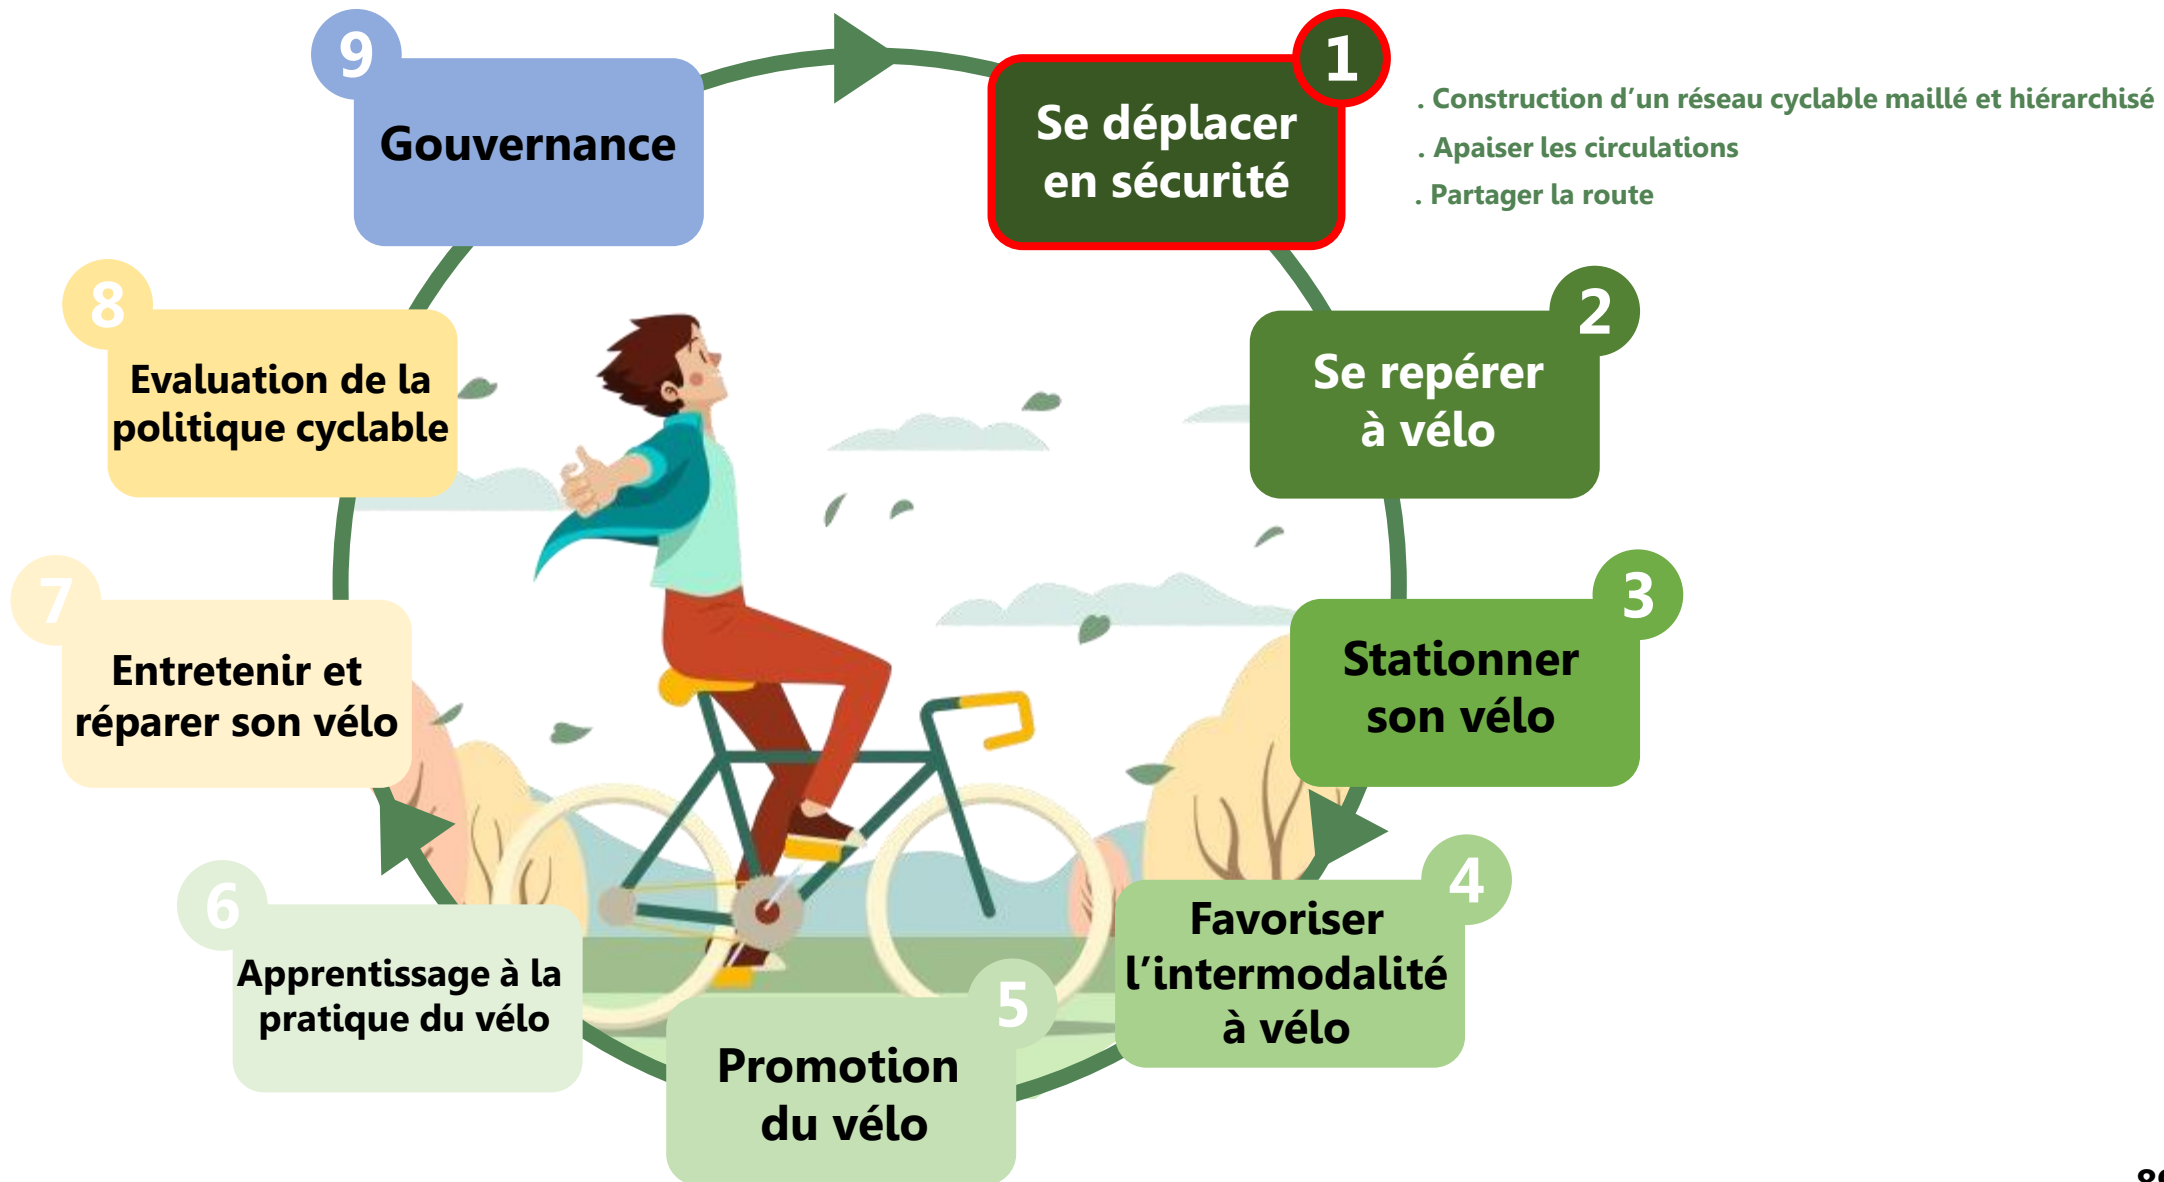 1
Se déplacer
en sécurité
. Construction d’un réseau cyclable maillé et hiérarchisé
. Apaiser les circulations
. Partager la route
2
Se repérer
à vélo
3
Stationner
son vélo
4
Favoriser
l’intermodalité
à vélo
5
Promotion
du vélo
6
Apprentissage à la
pratique du vélo
7
Entretenir et
réparer son vélo
8
Evaluation de la
politique cyclable
9
Gouvernance